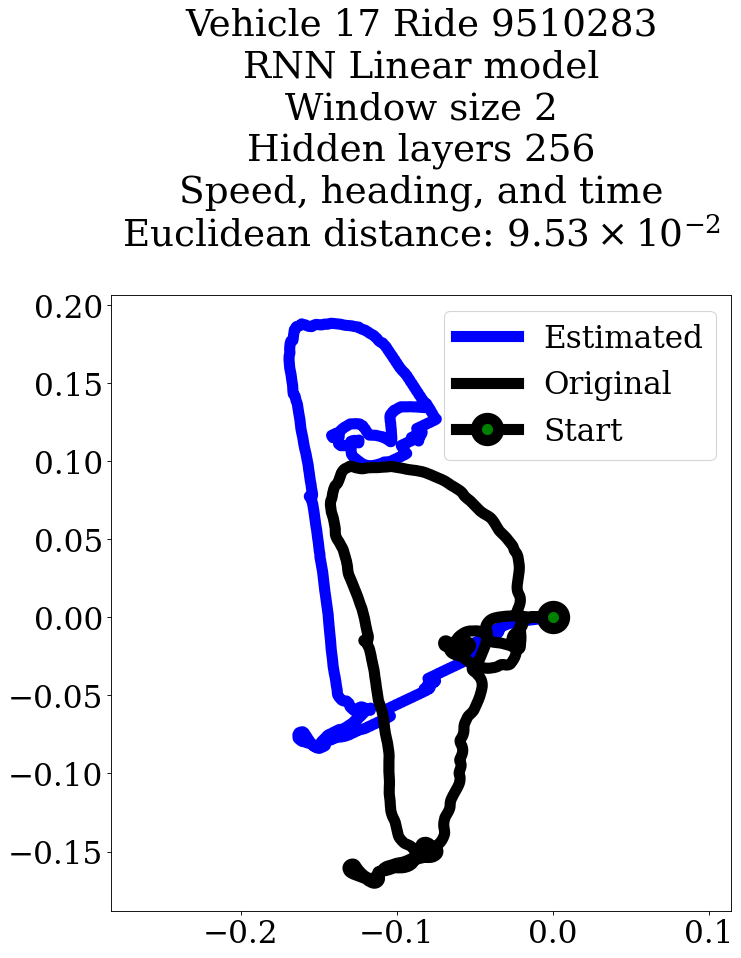 Vehicle 17 Ride 9510283
RNN Linear model
Window size 2
Hidden layers 256
Speed, heading, and time
Euclidean distance: 9.53 × 10⁻²
Estimated
Original
Start
0.20
0.15
0.10
0.05
0.00
−0.05
−0.10
−0.15
−0.2
−0.1
0.0
0.1